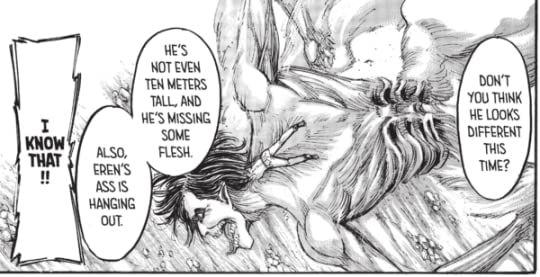 DON'T
YOU THINK
HE LOOKS
DIFFERENT
THIS
TIME?
HE'S
NOT EVEN
TEN METERS
TALL, AND
HE'S MISSING
SOME
FLESH.
ALSO,
EREN'S
ASS IS
HANGING
OUT.
I
KNOW
THAT
!!